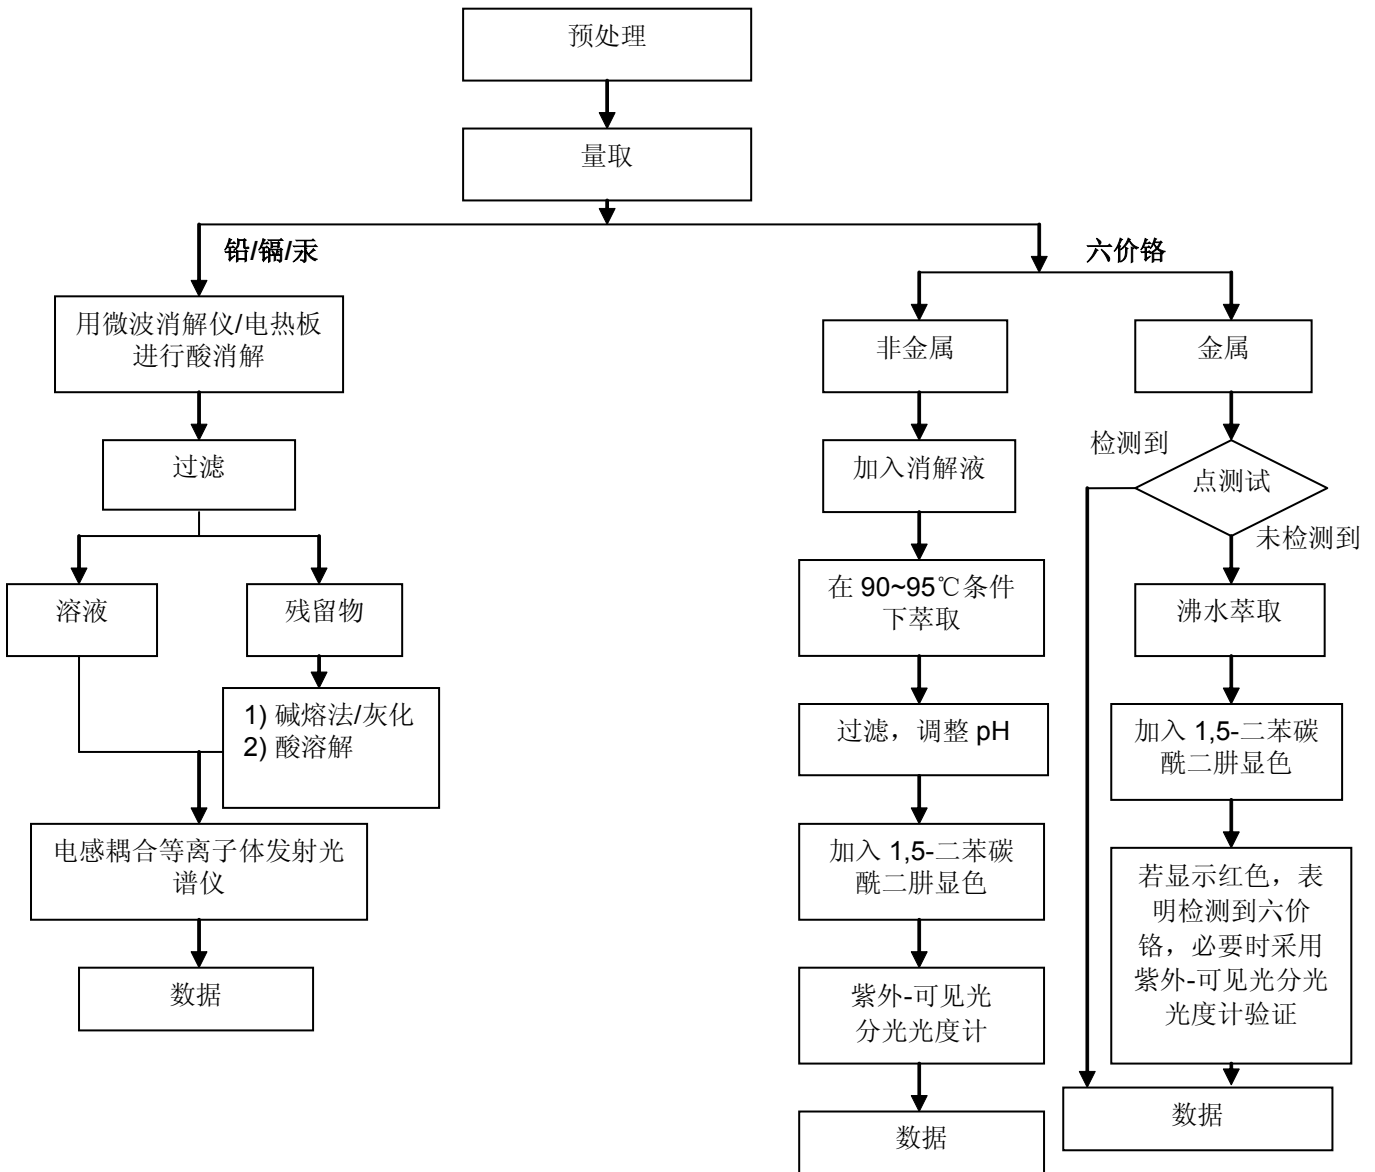 预处理
量取
铅/镉/汞
用微波消解仪/电热板
进行酸消解
过滤
溶液
残留物
1) 碱熔法/灰化
2) 酸溶解
电感耦合等离子体发射光
谱仪
数据
六价铬
非金属
加入消解液
在 90~95℃条件
下萃取
过滤，调整 pH
加入 1,5-二苯碳
酰二肼显色
紫外-可见光
分光光度计
数据
金属
检测到
点测试
未检测到
沸水萃取
加入 1,5-二苯碳
酰二肼显色
若显示红色，表
明检测到六价
铬，必要时采用
紫外-可见光分光
光度计验证
数据